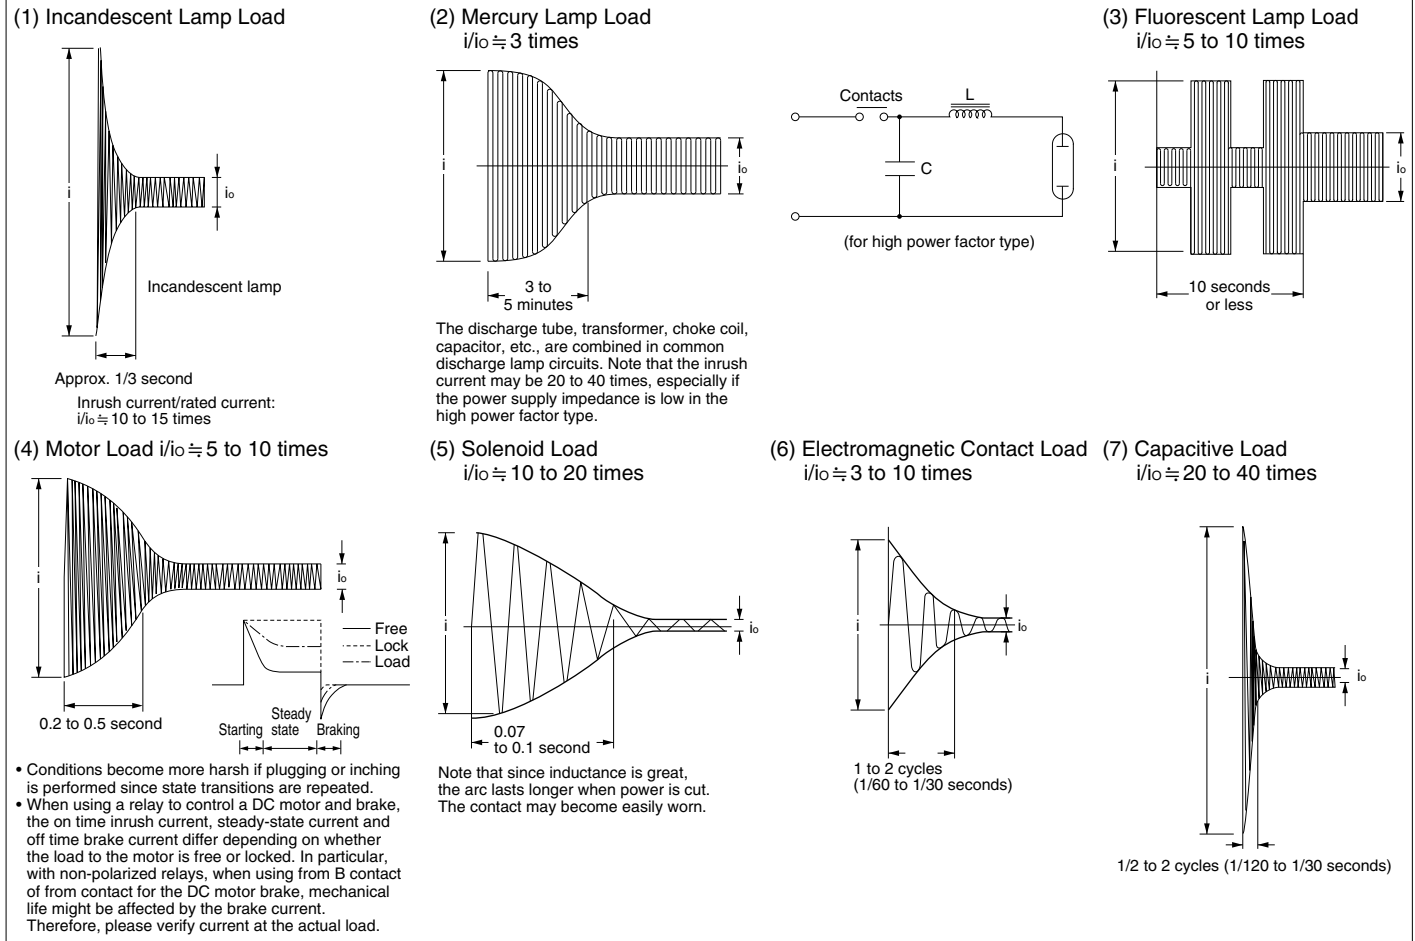 (1) Incandescent Lamp Load
i
io
Incandescent lamp
Approx. 1/3 second
Inrush current/rated current:
i/io≒10 to 15 times
(2) Mercury Lamp Load
i/io≒3 times
i
io
3 to
5 minutes
Contacts
L
C
(for high power factor type)
The discharge tube, transformer, choke coil,
capacitor, etc., are combined in common
discharge lamp circuits. Note that the inrush
current may be 20 to 40 times, especially if
the power supply impedance is low in the
high power factor type.
(3) Fluorescent Lamp Load
i/io≒5 to 10 times
i
io
10 seconds
or less
(4) Motor Load i/io≒5 to 10 times
i
io
0.2 to 0.5 second
Free
Lock
Load
Starting
Steady
state
Braking
• Conditions become more harsh if plugging or inching
is performed since state transitions are repeated.
• When using a relay to control a DC motor and brake,
the on time inrush current, steady-state current and
off time brake current differ depending on whether
the load to the motor is free or locked. In particular,
with non-polarized relays, when using from B contact
of from contact for the DC motor brake, mechanical
life might be affected by the brake current.
Therefore, please verify current at the actual load.
(5) Solenoid Load
i/io≒10 to 20 times
i
io
0.07
to 0.1 second
Note that since inductance is great,
the arc lasts longer when power is cut.
The contact may become easily worn.
(6) Electromagnetic Contact Load
i/io≒3 to 10 times
i
io
1 to 2 cycles
(1/60 to 1/30 seconds)
(7) Capacitive Load
i/io≒20 to 40 times
i
io
1/2 to 2 cycles (1/120 to 1/30 seconds)